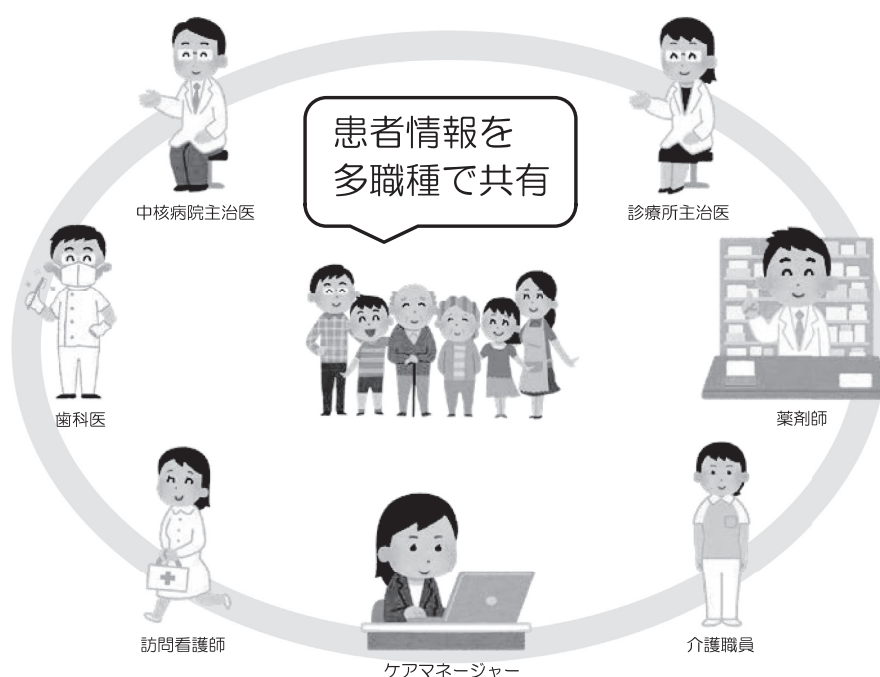 患者情報を
多職種で共有
中核病院主治医
診療所主治医
歯科医
薬剤師
訪問看護師
介護職員
ケアマネージャー